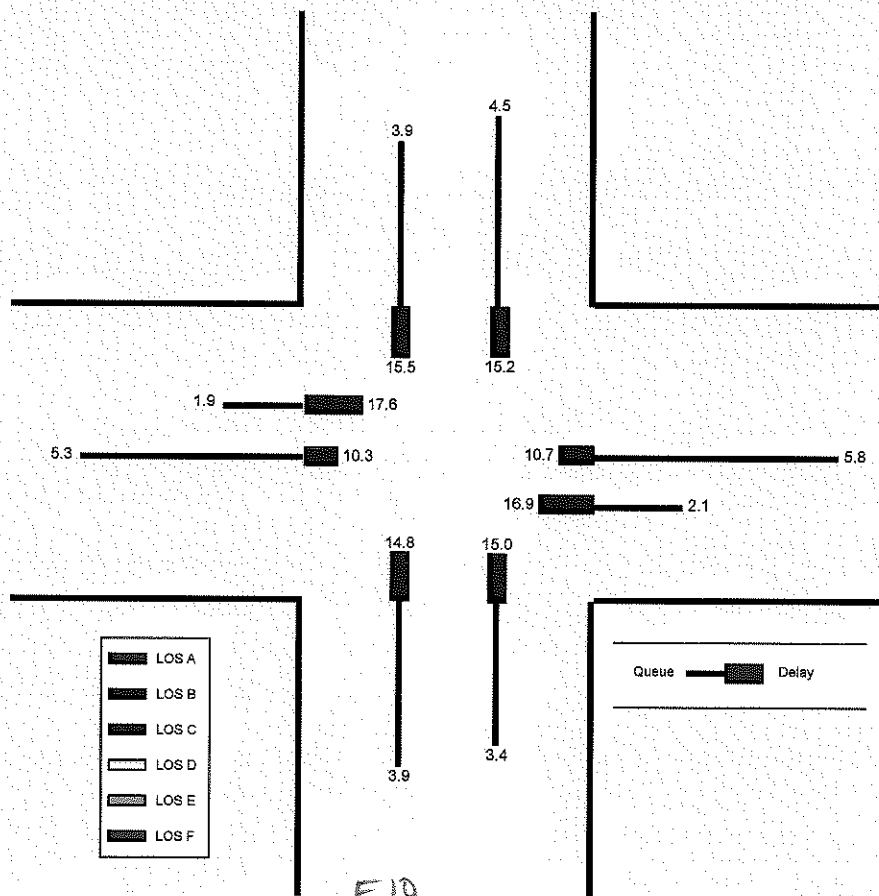 4.5
3.9
15.5 15.2
1.9 17.6
5.3 10.3 10.7 5.8
16.9 2.1
14.8 15.0
LOS A
LOS B
LOS C
LOS D
LOS E
LOS F
Queue Delay
3.4
3.9
E10